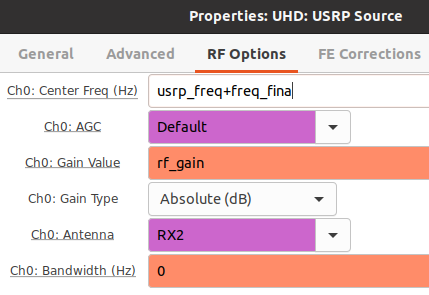 Properties: UHD: USRP Source
General Advanced RF Options FE Corrections
Ch0: Center Freq (Hz) usrp_freq+freq_fina
Ch0: AGC Default
Ch0: Gain Value rf_gain
Ch0: Gain Type Absolute (dB)
Ch0: Antenna RX2
Ch0: Bandwidth (Hz) 0